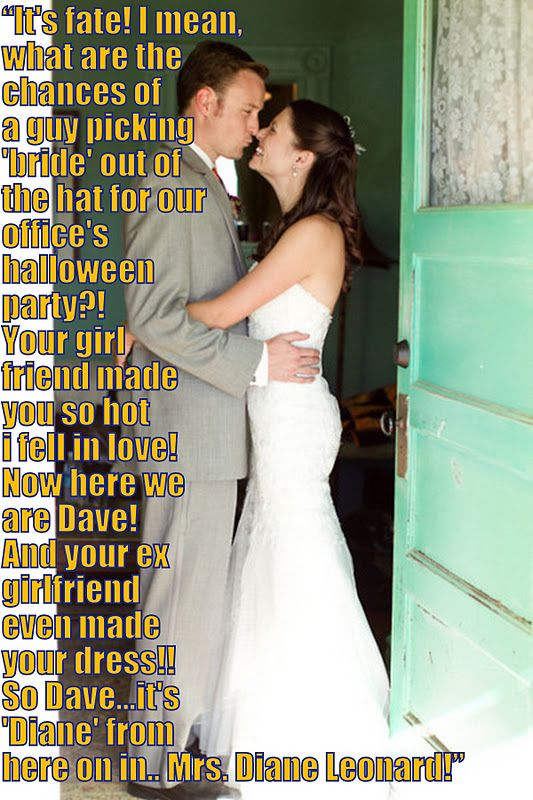 “It's fate! I mean,
what are the
chances of
a guy picking
'bride' out of
the hat for our
office's
halloween
party?!
Your girl
friend made
you so hot
i fell in love!
Now here we
are Dave!
And your ex
girlfriend
even made
your dress!!
So Dave...it's
'Diane' from
here on in.. Mrs. Diane Leonard!”